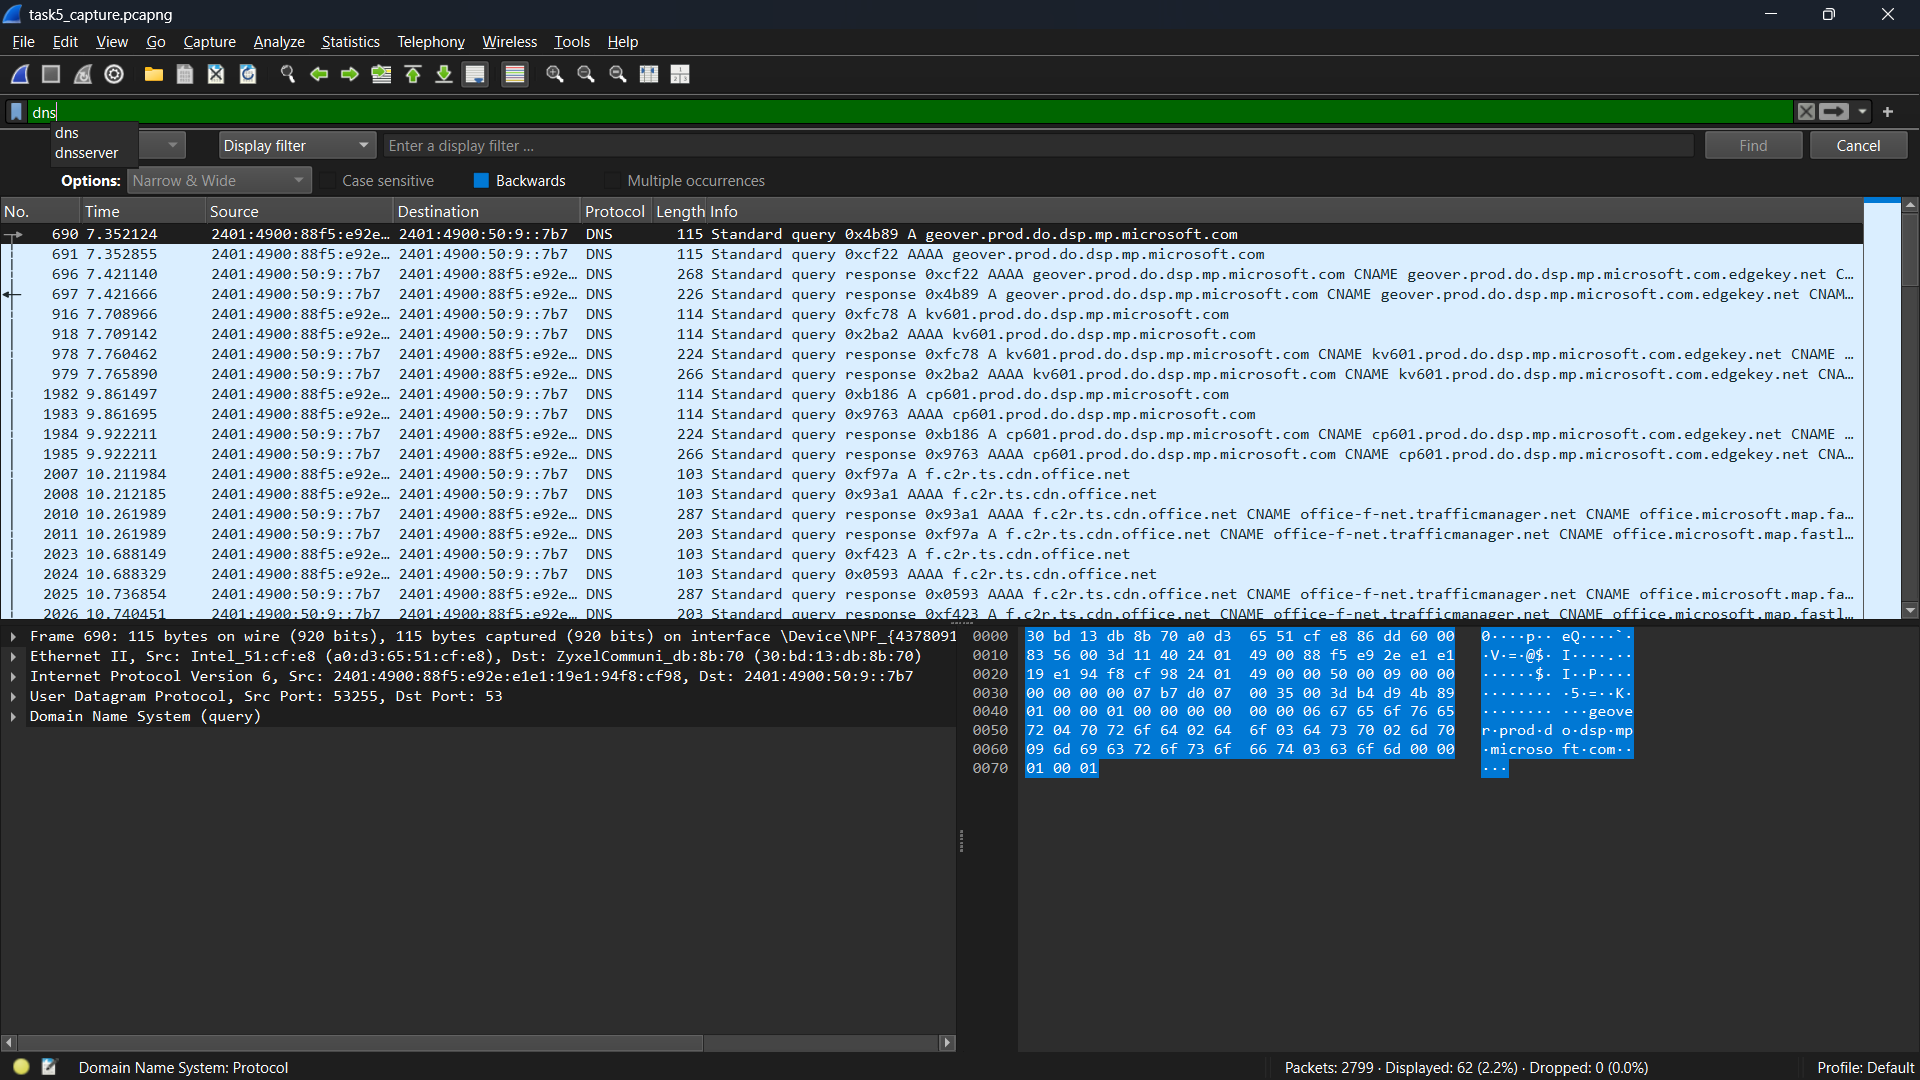 task5_capture.pcapng
File Edit View Go Capture Analyze Statistics Telephony Wireless Tools Help
dns
dns
dnsserver
Display filter Enter a display filter ... Find Cancel
Options: Narrow & Wide Case sensitive Backwards Multiple occurrences
No. Time Source Destination Protocol Length Info
690 7.352124 2401:4900:88f5:e92e… 2401:4900:50:9::7b7 DNS 115 Standard query 0x4b89 A geover.prod.do.dsp.mp.microsoft.com
691 7.352855 2401:4900:88f5:e92e… 2401:4900:50:9::7b7 DNS 115 Standard query 0xcf22 AAAA geover.prod.do.dsp.mp.microsoft.com
696 7.421140 2401:4900:50:9::7b7 2401:4900:88f5:e92e… DNS 268 Standard query response 0xcf22 AAAA geover.prod.do.dsp.mp.microsoft.com CNAME geover.prod.do.dsp.mp.microsoft.com.edgekey.net C…
697 7.421666 2401:4900:50:9::7b7 2401:4900:88f5:e92e… DNS 226 Standard query response 0x4b89 A geover.prod.do.dsp.mp.microsoft.com CNAME geover.prod.do.dsp.mp.microsoft.com.edgekey.net CNAM…
916 7.708966 2401:4900:88f5:e92e… 2401:4900:50:9::7b7 DNS 114 Standard query 0xfc78 A kv601.prod.do.dsp.mp.microsoft.com
918 7.709142 2401:4900:88f5:e92e… 2401:4900:50:9::7b7 DNS 114 Standard query 0x2ba2 AAAA kv601.prod.do.dsp.mp.microsoft.com
978 7.760462 2401:4900:50:9::7b7 2401:4900:88f5:e92e… DNS 224 Standard query response 0xfc78 A kv601.prod.do.dsp.mp.microsoft.com CNAME kv601.prod.do.dsp.mp.microsoft.com.edgekey.net CNAME …
979 7.765890 2401:4900:50:9::7b7 2401:4900:88f5:e92e… DNS 266 Standard query response 0x2ba2 AAAA kv601.prod.do.dsp.mp.microsoft.com CNAME kv601.prod.do.dsp.mp.microsoft.com.edgekey.net CNA…
1982 9.861497 2401:4900:88f5:e92e… 2401:4900:50:9::7b7 DNS 114 Standard query 0xb186 A cp601.prod.do.dsp.mp.microsoft.com
1983 9.861695 2401:4900:88f5:e92e… 2401:4900:50:9::7b7 DNS 114 Standard query 0x9763 AAAA cp601.prod.do.dsp.mp.microsoft.com
1984 9.922211 2401:4900:50:9::7b7 2401:4900:88f5:e92e… DNS 224 Standard query response 0xb186 A cp601.prod.do.dsp.mp.microsoft.com CNAME cp601.prod.do.dsp.mp.microsoft.com.edgekey.net CNAME …
1985 9.922211 2401:4900:50:9::7b7 2401:4900:88f5:e92e… DNS 266 Standard query response 0x9763 AAAA cp601.prod.do.dsp.mp.microsoft.com CNAME cp601.prod.do.dsp.mp.microsoft.com.edgekey.net CNA…
2007 10.211984 2401:4900:88f5:e92e… 2401:4900:50:9::7b7 DNS 103 Standard query 0xf97a A f.c2r.ts.cdn.office.net
2008 10.212185 2401:4900:88f5:e92e… 2401:4900:50:9::7b7 DNS 103 Standard query 0x93a1 AAAA f.c2r.ts.cdn.office.net
2010 10.261989 2401:4900:50:9::7b7 2401:4900:88f5:e92e… DNS 287 Standard query response 0x93a1 AAAA f.c2r.ts.cdn.office.net CNAME office-f-net.trafficmanager.net CNAME office.microsoft.map.fa…
2011 10.261989 2401:4900:50:9::7b7 2401:4900:88f5:e92e… DNS 203 Standard query response 0xf97a A f.c2r.ts.cdn.office.net CNAME office-f-net.trafficmanager.net CNAME office.microsoft.map.fastl…
2023 10.688149 2401:4900:88f5:e92e… 2401:4900:50:9::7b7 DNS 103 Standard query 0xf423 A f.c2r.ts.cdn.office.net
2024 10.688329 2401:4900:88f5:e92e… 2401:4900:50:9::7b7 DNS 103 Standard query 0x0593 AAAA f.c2r.ts.cdn.office.net
2025 10.736854 2401:4900:50:9::7b7 2401:4900:88f5:e92e… DNS 287 Standard query response 0x0593 AAAA f.c2r.ts.cdn.office.net CNAME office-f-net.trafficmanager.net CNAME office.microsoft.map.fa…
2026 10.740451 2401:4900:50:9::7b7 2401:4900:88f5:e92e… DNS 203 Standard query response 0xf423 A f.c2r.ts.cdn.office.net CNAME office-f-net.trafficmanager.net CNAME office.microsoft.map.fastl…
Frame 690: 115 bytes on wire (920 bits), 115 bytes captured (920 bits) on interface \Device\NPF_{4378091
Ethernet II, Src: Intel_51:cf:e8 (a0:d3:65:51:cf:e8), Dst: ZyxelCommuni_db:8b:70 (30:bd:13:db:8b:70)
Internet Protocol Version 6, Src: 2401:4900:88f5:e92e:e1e1:19e1:94f8:cf98, Dst: 2401:4900:50:9::7b7
User Datagram Protocol, Src Port: 53255, Dst Port: 53
Domain Name System (query)
0000 30 bd 13 db 8b 70 a0 d3 65 51 cf e8 86 dd 60 00 0····p·· eQ····`·
0010 83 56 00 3d 11 40 24 01 49 00 88 f5 e9 2e e1 e1 ·V·=·@$· I····.··
0020 19 e1 94 f8 cf 98 24 01 49 00 00 50 00 09 00 00 ······$· I··P····
0030 00 00 00 00 07 b7 d0 07 00 35 00 3d b4 d9 4b 89 ········ ·5·=··K·
0040 01 00 00 01 00 00 00 00 00 00 06 67 65 6f 76 65 ········ ···geove
0050 72 04 70 72 6f 64 02 64 6f 03 64 73 70 02 6d 70 r·prod·d o·dsp·mp
0060 09 6d 69 63 72 6f 73 6f 66 74 03 63 6f 6d 00 00 ·microso ft·com··
0070 01 00 01 ···
Domain Name System: Protocol Packets: 2799 · Displayed: 62 (2.2%) · Dropped: 0 (0.0%) Profile: Default